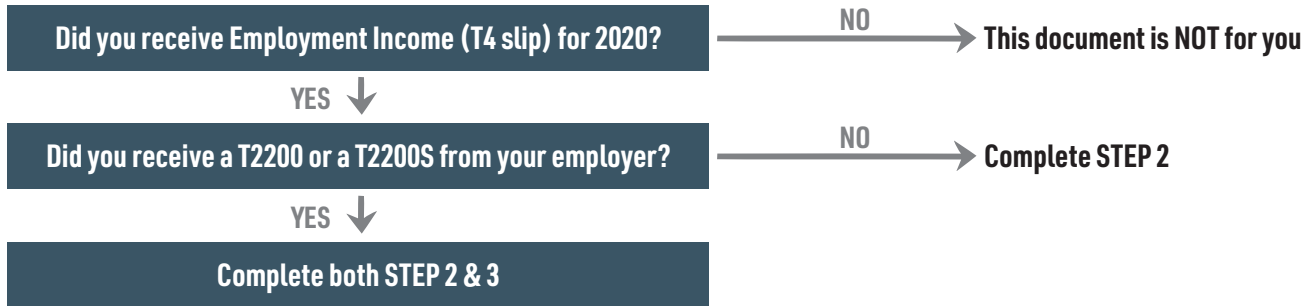 Did you receive Employment Income (T4 slip) for 2020?
NO
This document is NOT for you
YES
Did you receive a T2200 or a T2200S from your employer?
NO
Complete STEP 2
YES
Complete both STEP 2 & 3